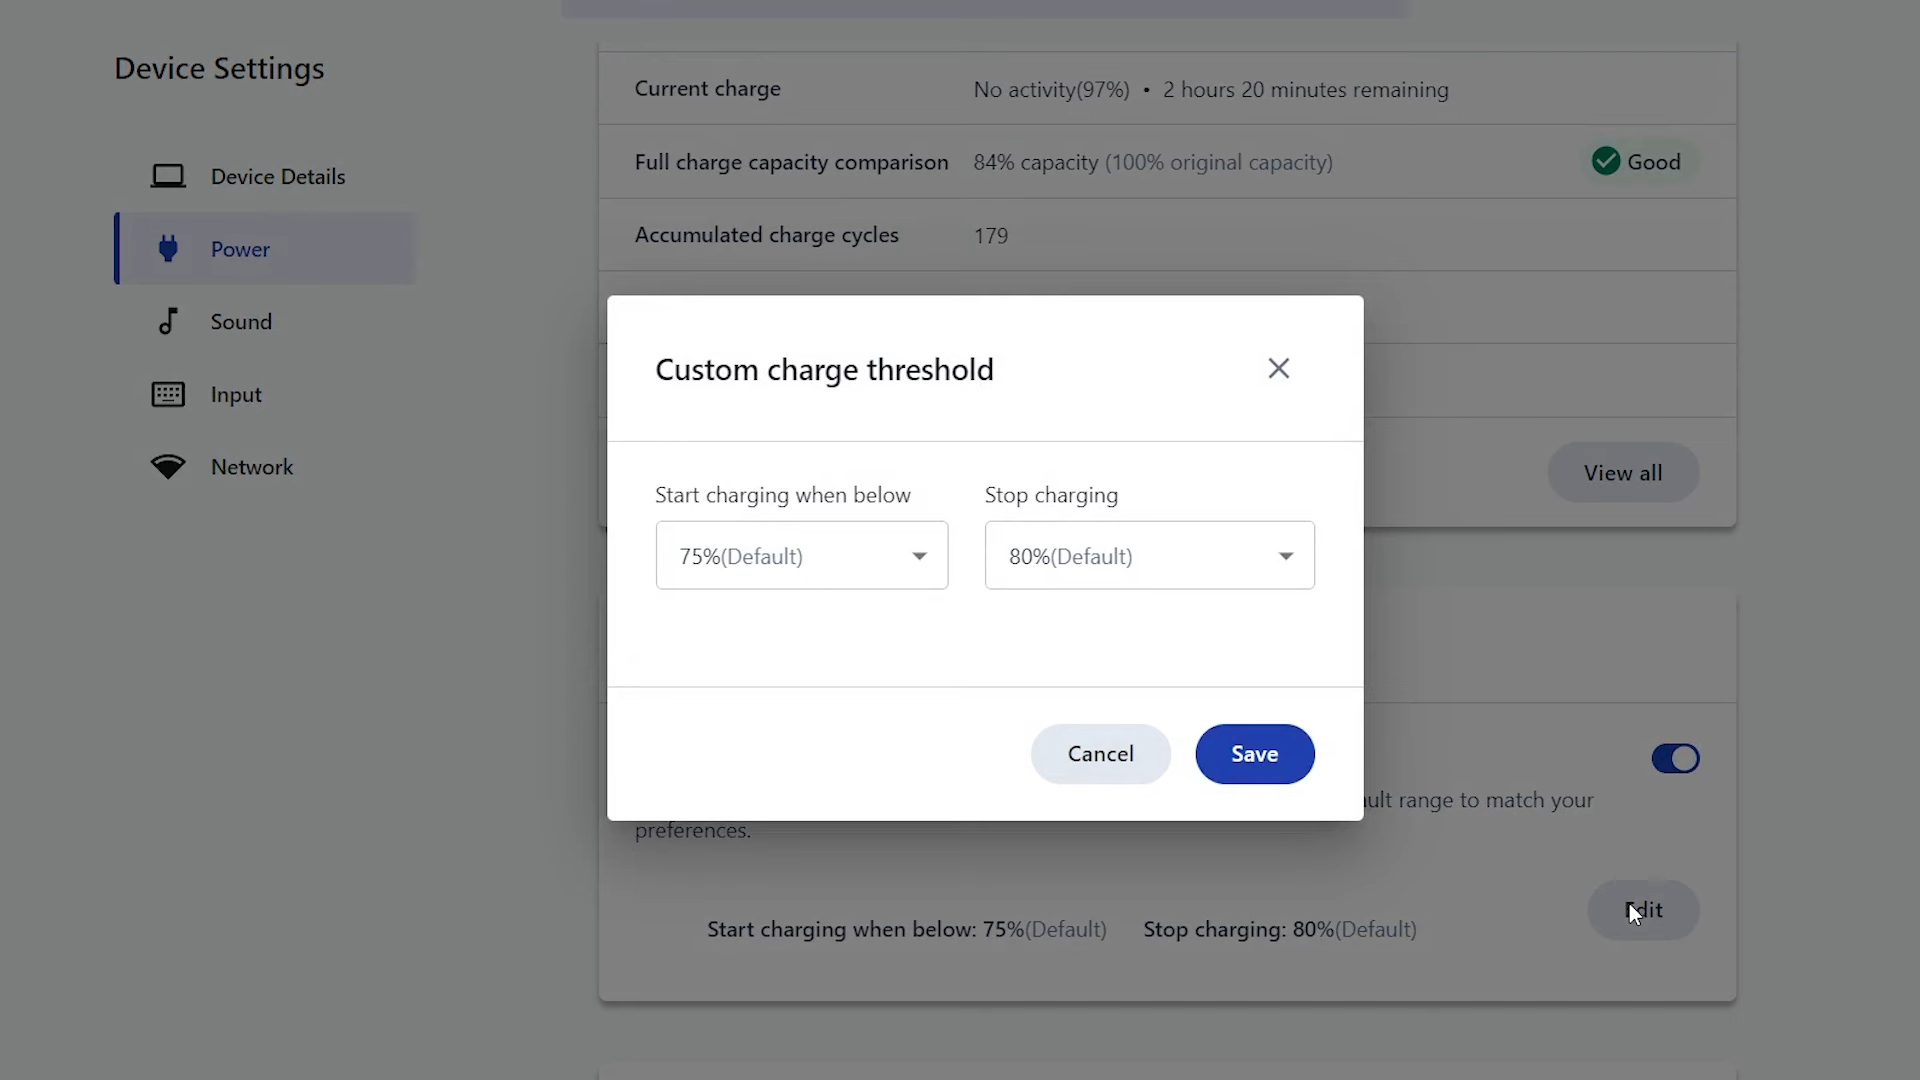 Device Settings
Device Details
Power
Sound
Input
Network
Current charge No activity(97%) • 2 hours 20 minutes remaining
Full charge capacity comparison 84% capacity (100% original capacity) Good
Accumulated charge cycles 179
View all
Custom charge threshold
Start charging when below Stop charging
75%(Default) 80%(Default)
Cancel Save
range to match your
preferences.
Start charging when below: 75%(Default) Stop charging: 80%(Default)
Edit